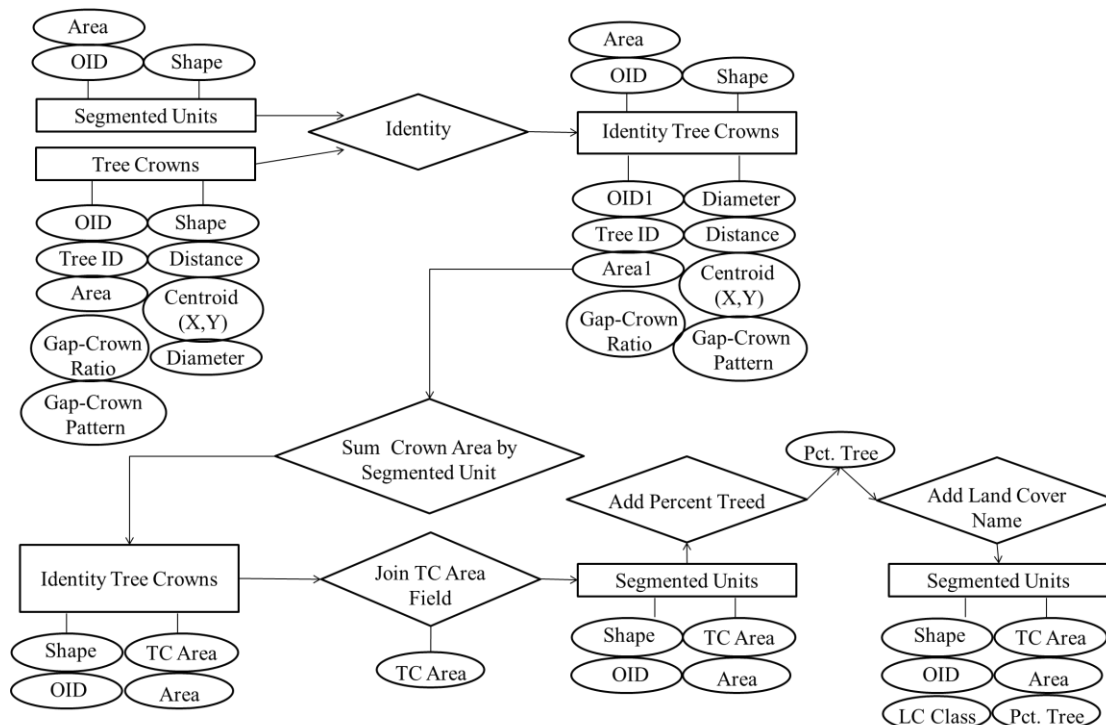 Area
OID
Shape
Segmented Units
Tree Crowns
OID
Shape
Tree ID
Distance
Area
Centroid
(X,Y)
Gap-Crown
Ratio
Diameter
Gap-Crown
Pattern
Identity
Area
OID
Shape
Identity Tree Crowns
OID1
Diameter
Tree ID
Distance
Area1
Centroid
(X,Y)
Gap-Crown
Ratio
Gap-Crown
Pattern
Sum Crown Area by
Segmented Unit
Identity Tree Crowns
Shape
TC Area
OID
Area
Join TC Area
Field
TC Area
Segmented Units
Shape
TC Area
OID
Area
Add Percent Treed
Pct. Tree
Add Land Cover
Name
Segmented Units
Shape
TC Area
OID
Area
LC Class
Pct. Tree